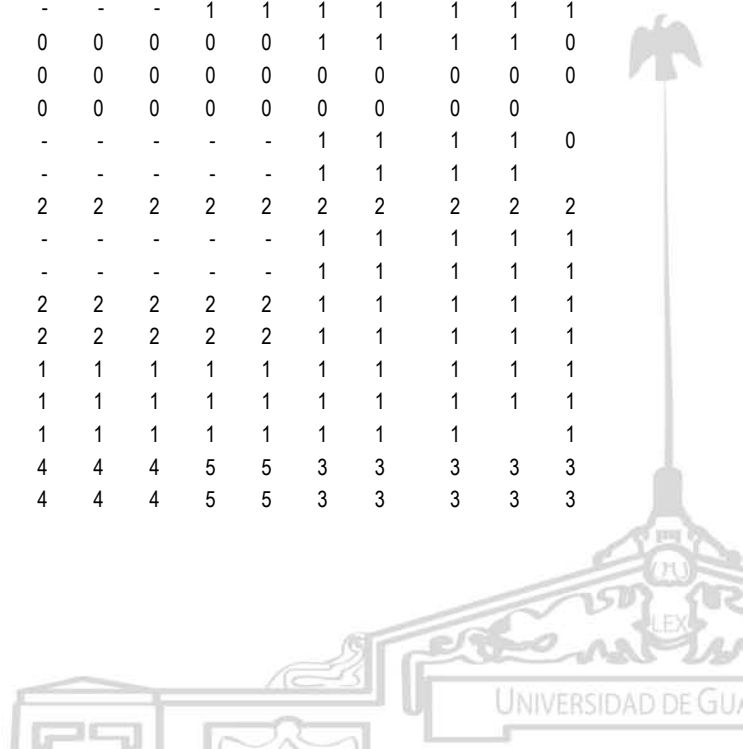 - - - 1 1 1 1 1 1 1
0 0 0 0 0 1 1 1 1 0
0 0 0 0 0 0 0 0 0 0
0 0 0 0 0 0 0 0 0
- - - - - 1 1 1 1 0
- - - - - 1 1 1 1
2 2 2 2 2 2 2 2 2 2
- - - - - 1 1 1 1 1
- - - - - 1 1 1 1 1
2 2 2 2 2 1 1 1 1 1
2 2 2 2 2 1 1 1 1 1
1 1 1 1 1 1 1 1 1 1
1 1 1 1 1 1 1 1 1 1
1 1 1 1 1 1 1 1 1
4 4 4 5 5 3 3 3 3 3
4 4 4 5 5 3 3 3 3 3
LEX
UNIVERSIDAD DE GUA